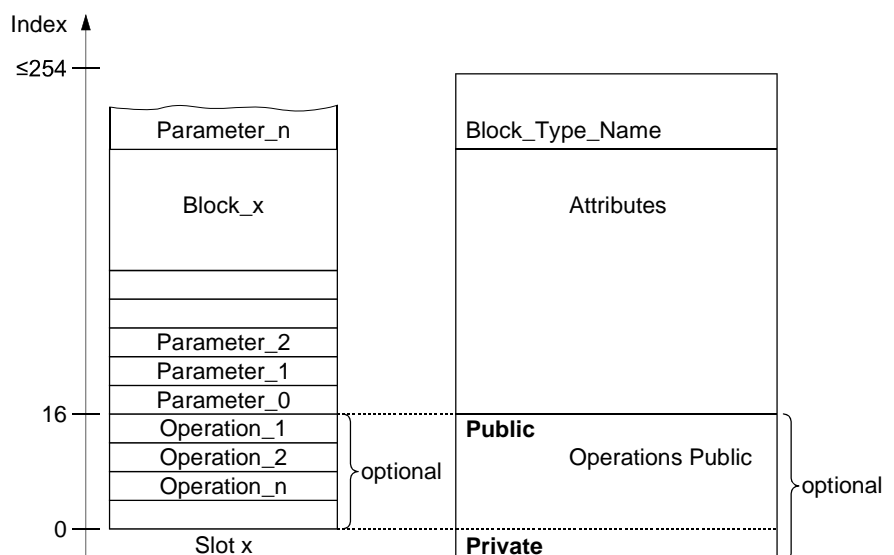 Index
≤254
Parameter_n
Block_Type_Name
Block_x
Attributes
Parameter_2
Parameter_1
Parameter_0
16
Operation_1
Public
Operation_2
Operations Public
optional
Operation_n
optional
0
Slot x
Private